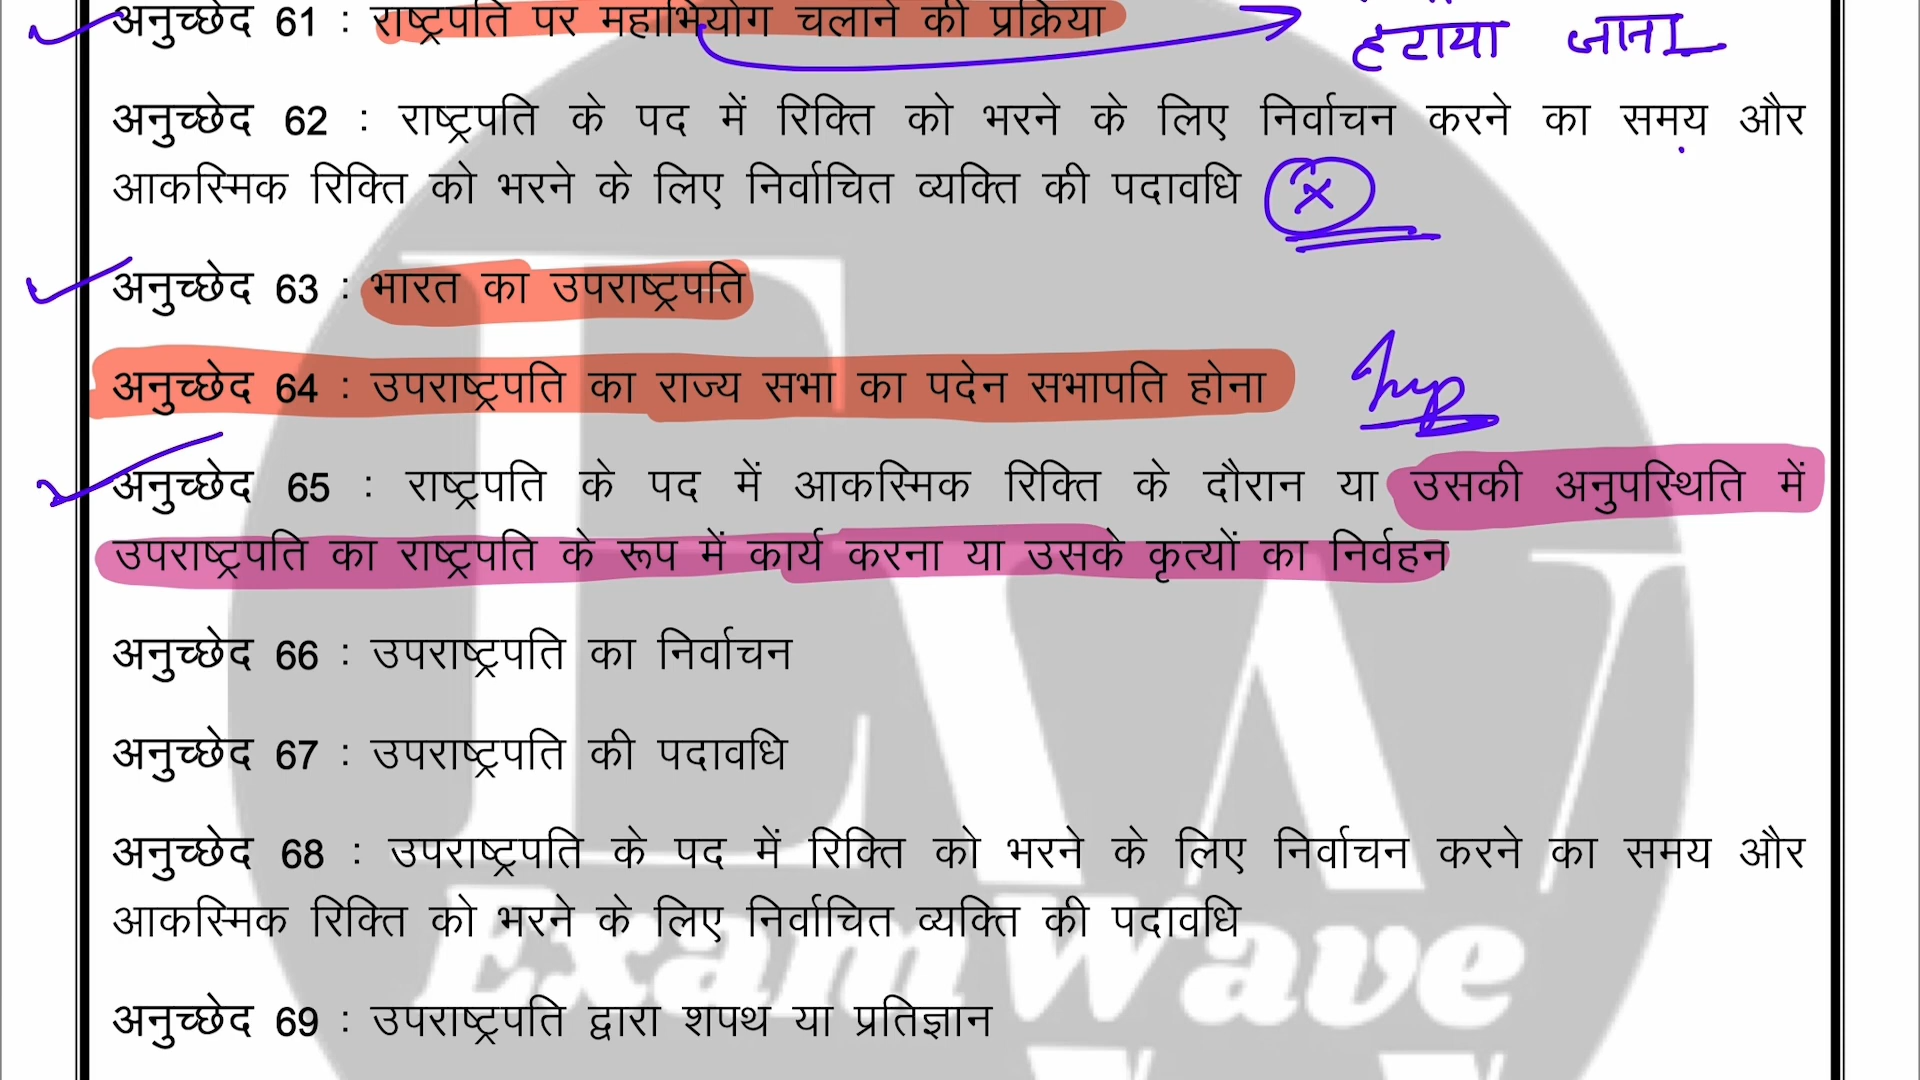 अनुच्छेद 61 : राष्ट्रपति पर महाभियोग चलाने की प्रक्रिया
हटाया जाना
अनुच्छेद 62 : राष्ट्रपति के पद में रिक्ति को भरने के लिए निर्वाचन करने का समय और
आकस्मिक रिक्ति को भरने के लिए निर्वाचित व्यक्ति की पदावधि
अनुच्छेद 63 : भारत का उपराष्ट्रपति
अनुच्छेद 64 : उपराष्ट्रपति का राज्य सभा का पदेन सभापति होना
Imp
अनुच्छेद 65 : राष्ट्रपति के पद में आकस्मिक रिक्ति के दौरान या उसकी अनुपस्थिति में
उपराष्ट्रपति का राष्ट्रपति के रूप में कार्य करना या उसके कृत्यों का निर्वहन
अनुच्छेद 66 : उपराष्ट्रपति का निर्वाचन
अनुच्छेद 67 : उपराष्ट्रपति की पदावधि
अनुच्छेद 68 : उपराष्ट्रपति के पद में रिक्ति को भरने के लिए निर्वाचन करने का समय और
आकस्मिक रिक्ति को भरने के लिए निर्वाचित व्यक्ति की पदावधि
ExamWave
अनुच्छेद 69 : उपराष्ट्रपति द्वारा शपथ या प्रतिज्ञान